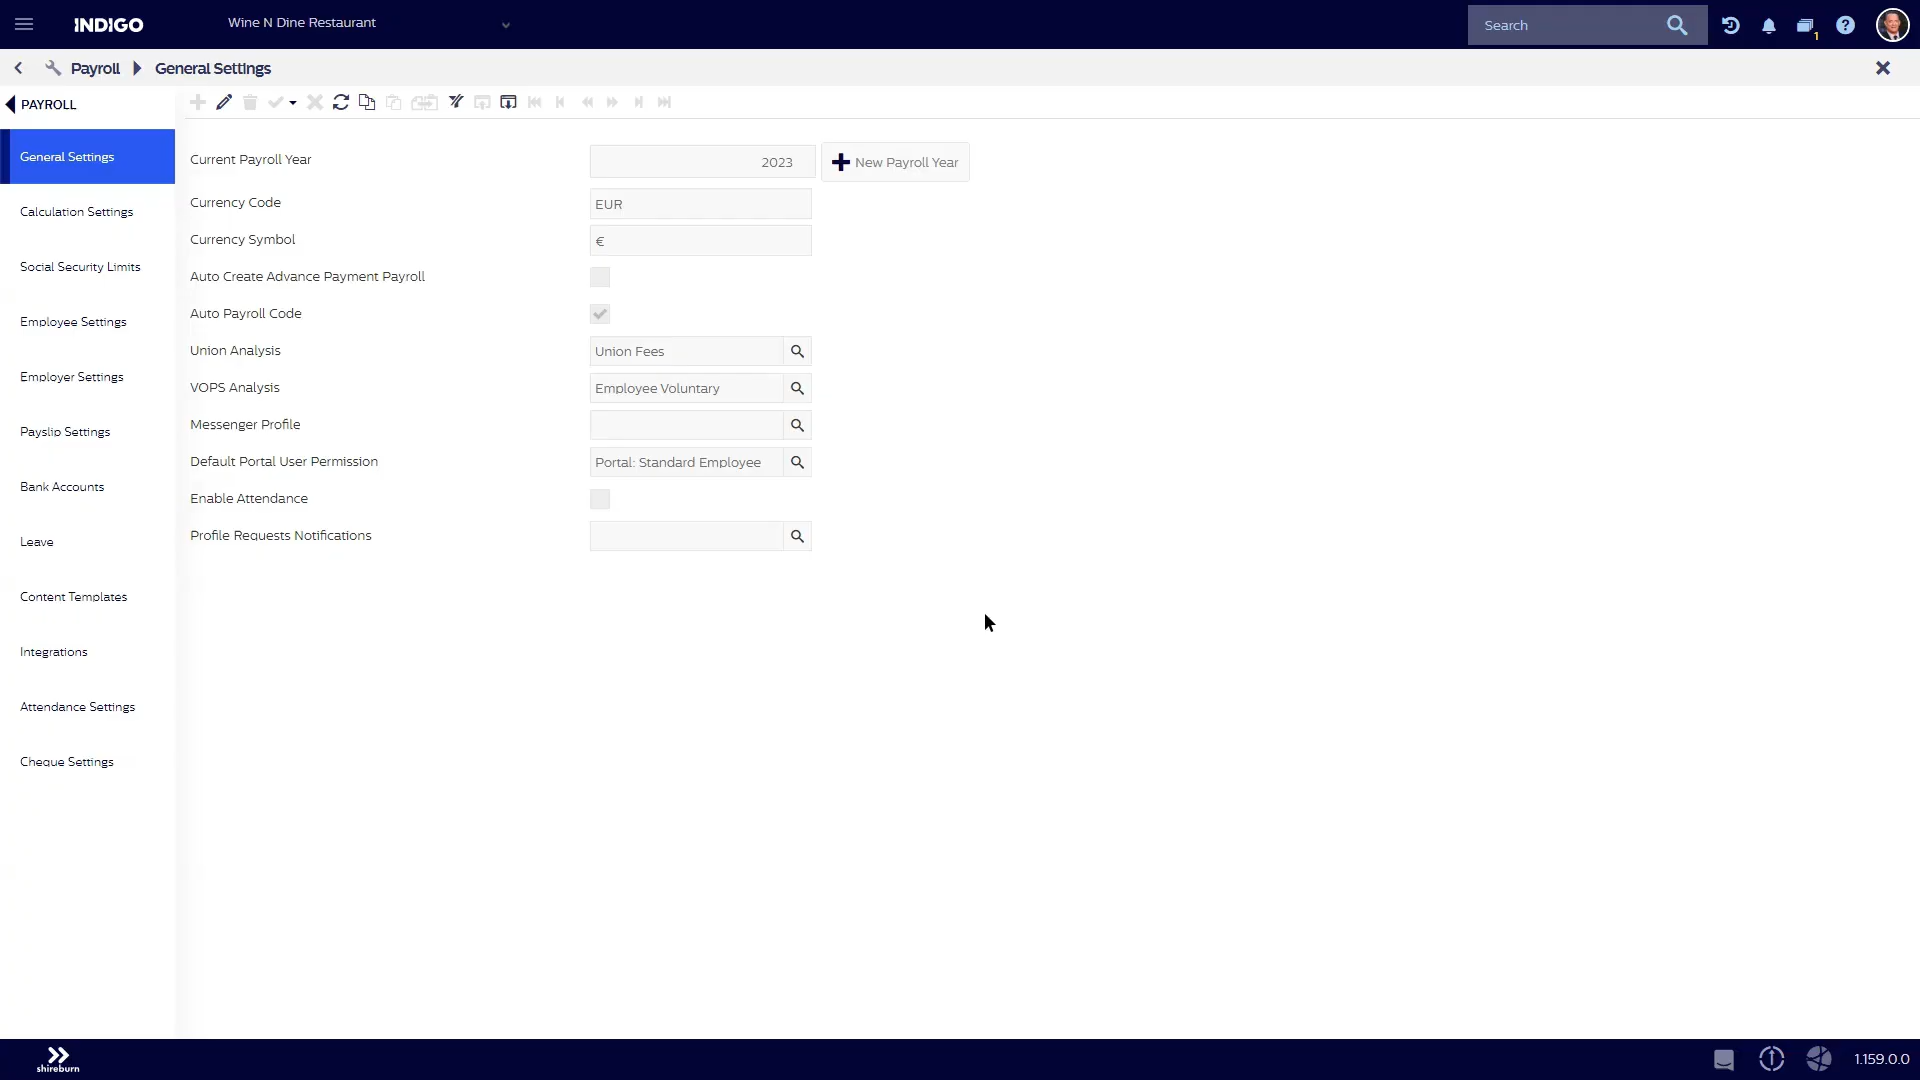 INDIGO
Wine N Dine Restaurant
Search
1
?
Payroll
General Settings
PAYROLL
General Settings
Calculation Settings
Social Security Limits
Employee Settings
Employer Settings
Payslip Settings
Bank Accounts
Leave
Content Templates
Integrations
Attendance Settings
Cheque Settings
Current Payroll Year 2023 New Payroll Year
Currency Code EUR
Currency Symbol €
Auto Create Advance Payment Payroll
Auto Payroll Code
Union Analysis Union Fees
VOPS Analysis Employee Voluntary
Messenger Profile
Default Portal User Permission Portal: Standard Employee
Enable Attendance
Profile Requests Notifications
shireburn
1.159.0.0